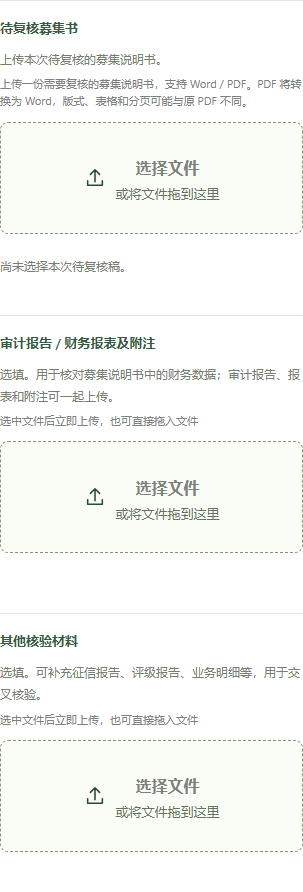 待复核募集书
上传本次待复核的募集说明书。
上传一份需要复核的募集说明书，支持 Word / PDF。PDF 将转
换为 Word，版式、表格和分页可能与原 PDF 不同。
选择文件
或将文件拖到这里
尚未选择本次待复核稿。
审计报告 / 财务报表及附注
选填。用于核对募集说明书中的财务数据；审计报告、报
表和附注可一起上传。
选中文件后立即上传，也可直接拖入文件
选择文件
或将文件拖到这里
其他核验材料
选填。可补充征信报告、评级报告、业务明细等，用于交
叉核验。
选中文件后立即上传，也可直接拖入文件
选择文件
或将文件拖到这里